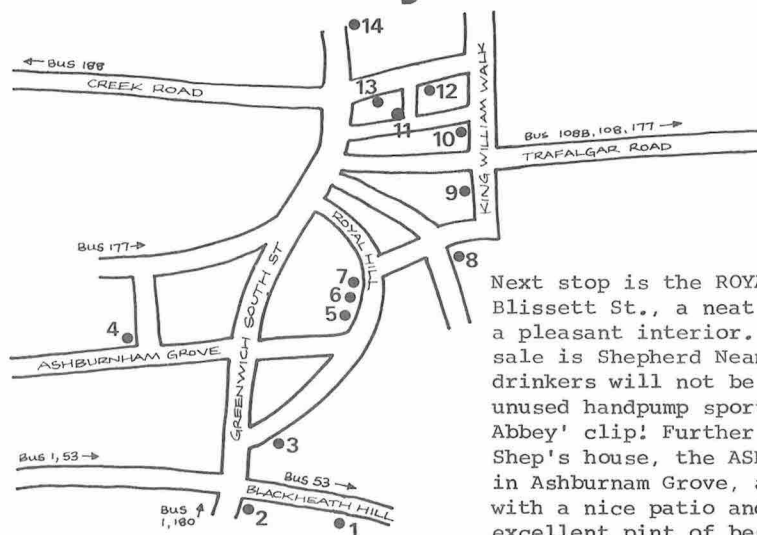 14
← BUS 188
CREEK ROAD
13
12
11
10
KING WILLIAM WALK
BUS 108B, 108, 177 →
TRAFALGAR ROAD
9
ROYAL HILL
BUS 177 →
GREENWICH SOUTH ST
8
7
6
5
4
ASHBURNHAM GROVE
3
BUS 1, 53 →
BUS 53 →
BLACKHEATH HILL
BUS ↑
1, 180
2
1
Next stop is the
Blissett St., a neat
a pleasant interior.
sale is Shepherd
drinkers will not be
unused handpump
Abbey' clip! Further
Shep's house, the
in Ashburnam Grove,
with a nice patio and
excellent pint of